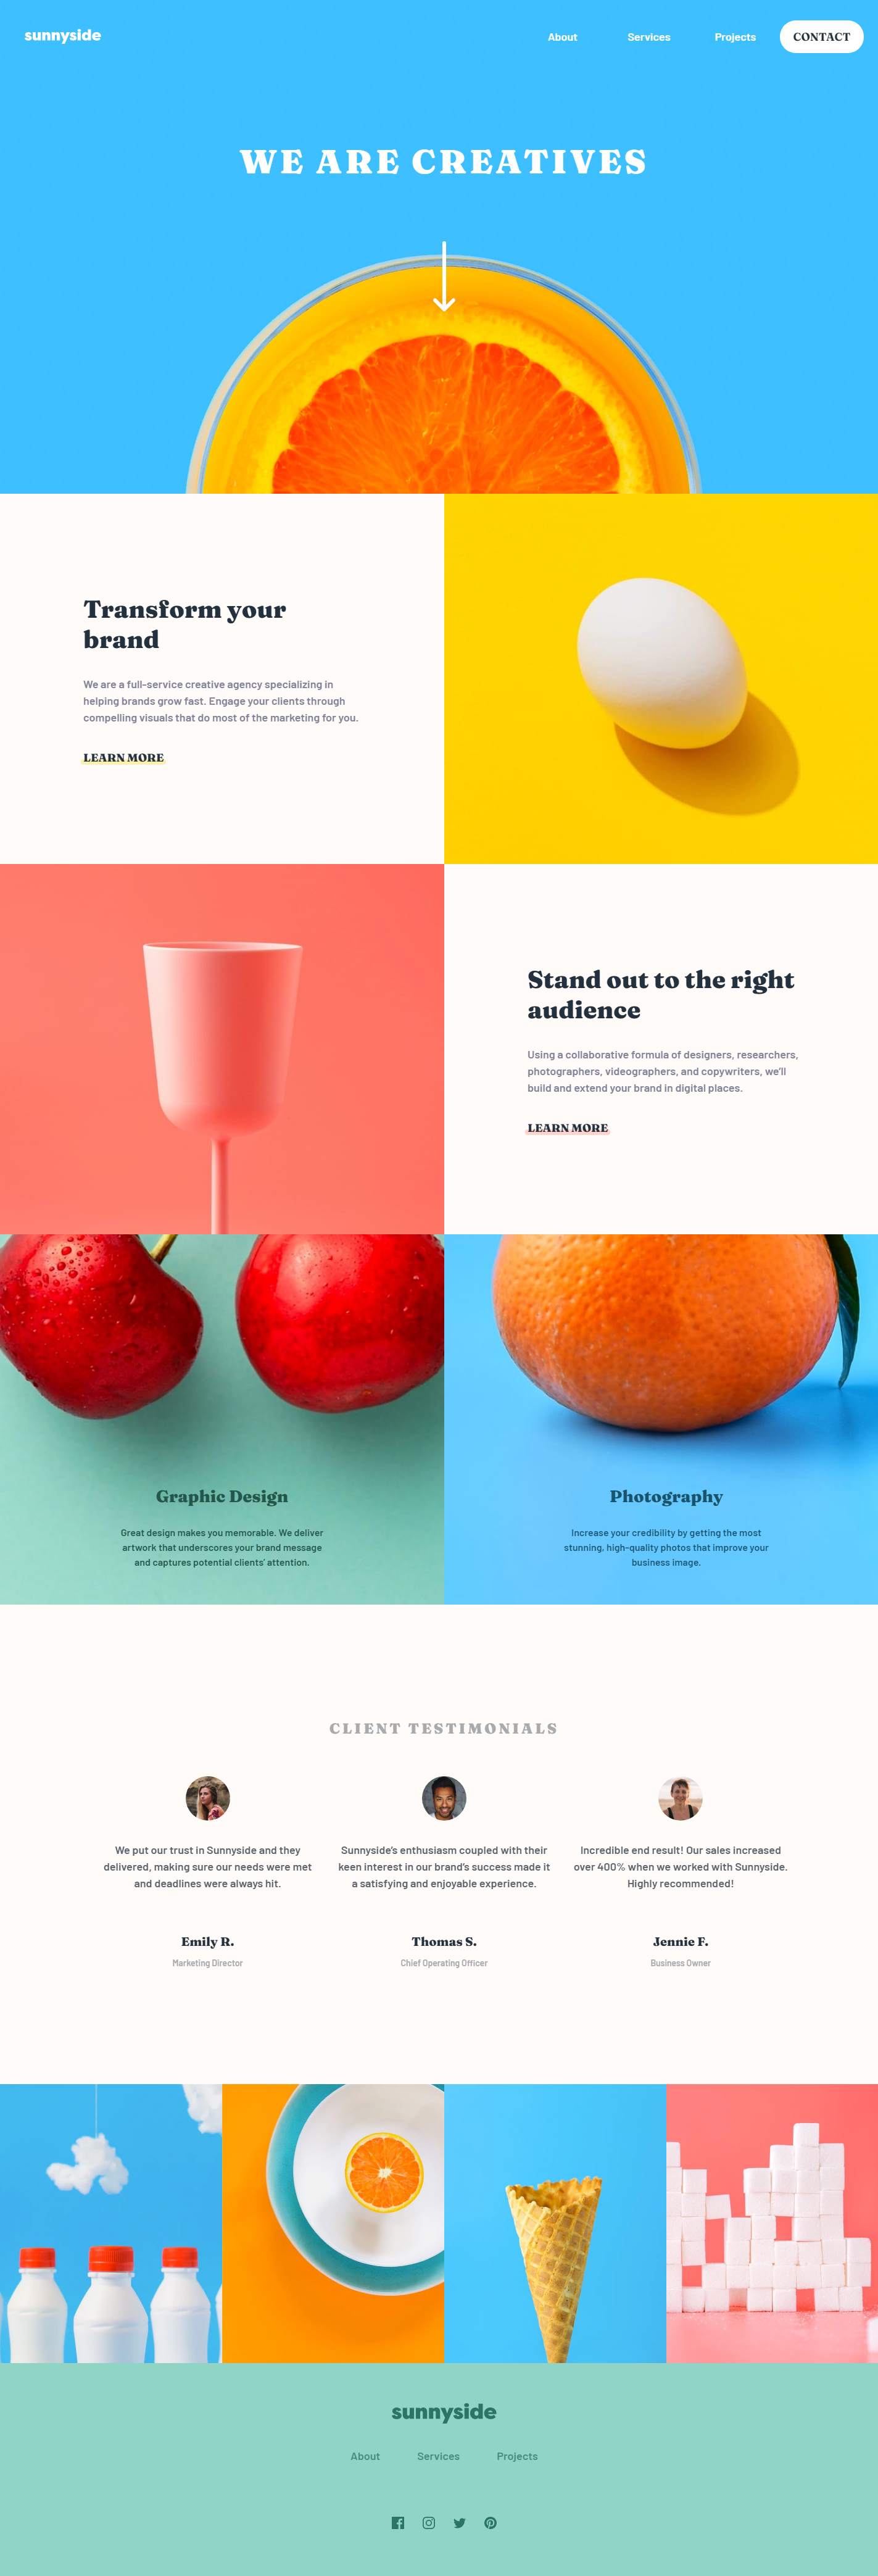 sunnyside
About
Services
Projects
CONTACT
WE ARE CREATIVES
Transform your
brand
We are a full-service creative agency specializing in
helping brands grow fast. Engage your clients through
compelling visuals that do most of the marketing for you.
LEARN MORE
Stand out to the right
audience
Using a collaborative formula of designers, researchers,
photographers, videographers, and copywriters, we’ll
build and extend your brand in digital places.
LEARN MORE
Graphic Design
Great design makes you memorable. We deliver
artwork that underscores your brand message
and captures potential clients’ attention.
Photography
Increase your credibility by getting the most
stunning, high-quality photos that improve your
business image.
CLIENT TESTIMONIALS
We put our trust in Sunnyside and they
delivered, making sure our needs were met
and deadlines were always hit.
Emily R.
Marketing Director
Sunnyside’s enthusiasm coupled with their
keen interest in our brand’s success made it
a satisfying and enjoyable experience.
Thomas S.
Chief Operating Officer
Incredible end result! Our sales increased
over 400% when we worked with Sunnyside.
Highly recommended!
Jennie F.
Business Owner
sunnyside
About
Services
Projects